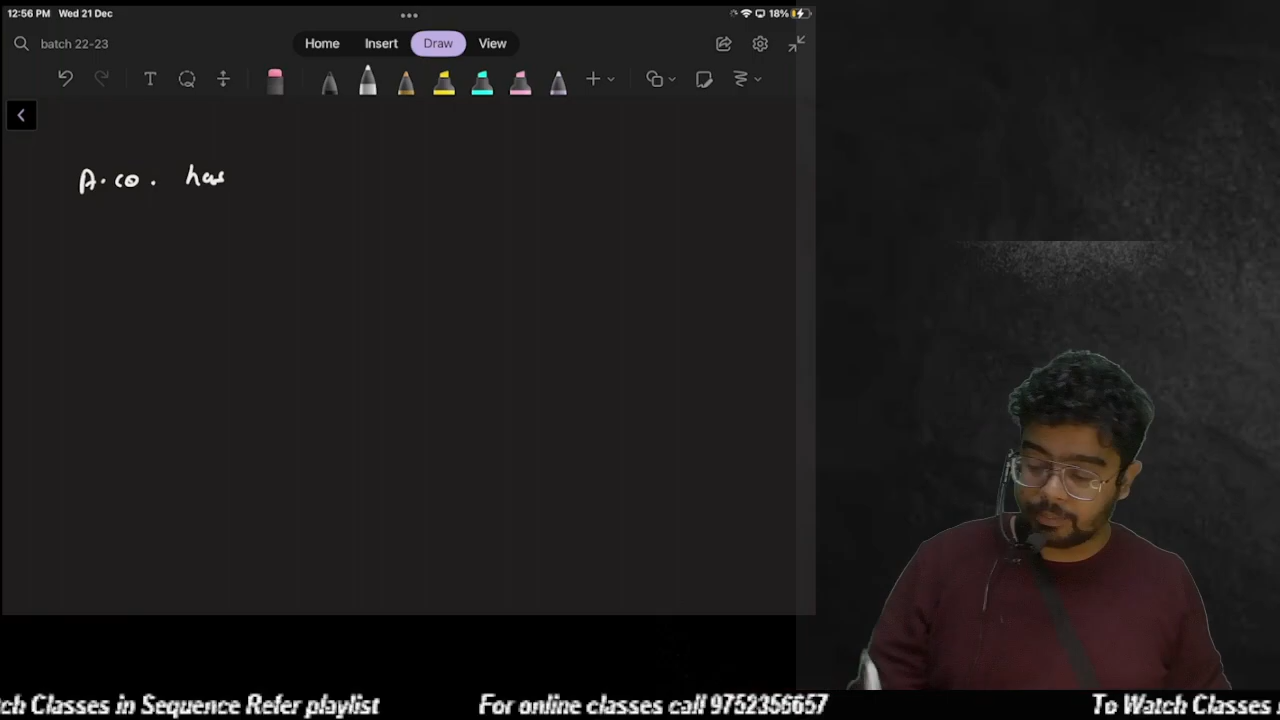 12:56 PM Wed 21 Dec
18%
batch 22-23
Home Insert Draw View
T
A. co. has
tch Classes in Sequence Refer playlist For online classes call 9752356657 To Watch Classes